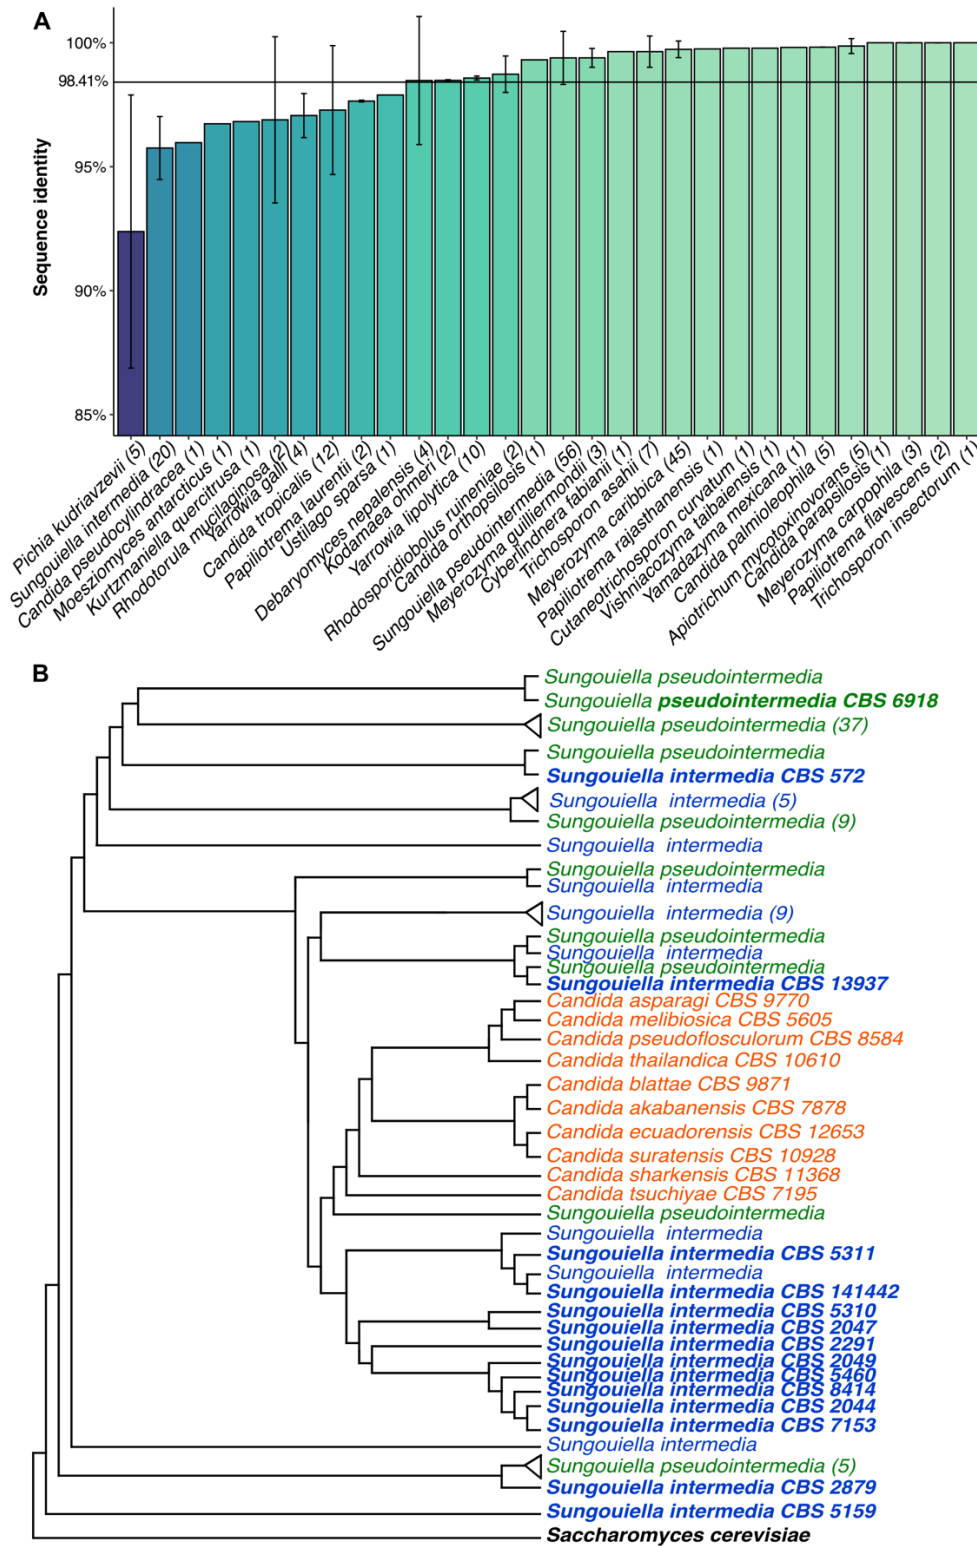 A
100%
98.41%
95%
90%
85%
Sequence identity
Pichia kudriavzevii (5)
Sungouiella intermedia (20)
Candida pseudocylindracea (1)
Moesziomyces antarcticus (1)
Kurtzmaniella quercitrusa (1)
Rhodotorula mucilaginosa (2)
Yarrowia galli (4)
Candida tropicalis (12)
Papiliotrema laurentii (2)
Ustilago sparsa (1)
Debaryomyces nepalensis (4)
Kodamaea ohmeri (2)
Yarrowia lipolytica (10)
Rhodosporidiobolus ruineniae (2)
Candida orthopsilosis (1)
Sungouiella pseudointermedia (56)
Meyerozyma guilliermondii (3)
Cyberlindnera fabianii (1)
Trichosporon asahii (7)
Meyerozyma caribbica (45)
Papiliotrema rajasthanensis (1)
Cutaneotrichosporon curvatum (1)
Vishniacozyma taibaiensis (1)
Yamadazyma mexicana (1)
Candida palmioleophila (5)
Apiotrichum mycotoxinovorans (5)
Candida parapsilosis (1)
Meyerozyma carpophila (3)
Papiliotrema flavescens (2)
Trichosporon insectorum (1)
B
Sungouiella pseudointermedia
Sungouiella pseudointermedia CBS 6918
Sungouiella pseudointermedia (37)
Sungouiella pseudointermedia
Sungouiella intermedia CBS 572
Sungouiella intermedia (5)
Sungouiella pseudointermedia (9)
Sungouiella intermedia
Sungouiella pseudointermedia
Sungouiella intermedia
Sungouiella intermedia (9)
Sungouiella pseudointermedia
Sungouiella intermedia
Sungouiella pseudointermedia
Sungouiella intermedia CBS 13937
Candida asparagi CBS 9770
Candida melibiosica CBS 5605
Candida pseudoflosculorum CBS 8584
Candida thailandica CBS 10610
Candida blattae CBS 9871
Candida akabanensis CBS 7878
Candida ecuadorensis CBS 12653
Candida suratensis CBS 10928
Candida sharkensis CBS 11368
Candida tsuchiyae CBS 7195
Sungouiella pseudointermedia
Sungouiella intermedia
Sungouiella intermedia CBS 5311
Sungouiella intermedia
Sungouiella intermedia CBS 141442
Sungouiella intermedia CBS 5310
Sungouiella intermedia CBS 2047
Sungouiella intermedia CBS 2291
Sungouiella intermedia CBS 2049
Sungouiella intermedia CBS 5460
Sungouiella intermedia CBS 8414
Sungouiella intermedia CBS 2044
Sungouiella intermedia CBS 7153
Sungouiella intermedia
Sungouiella pseudointermedia (5)
Sungouiella intermedia CBS 2879
Sungouiella intermedia CBS 5159
Saccharomyces cerevisiae